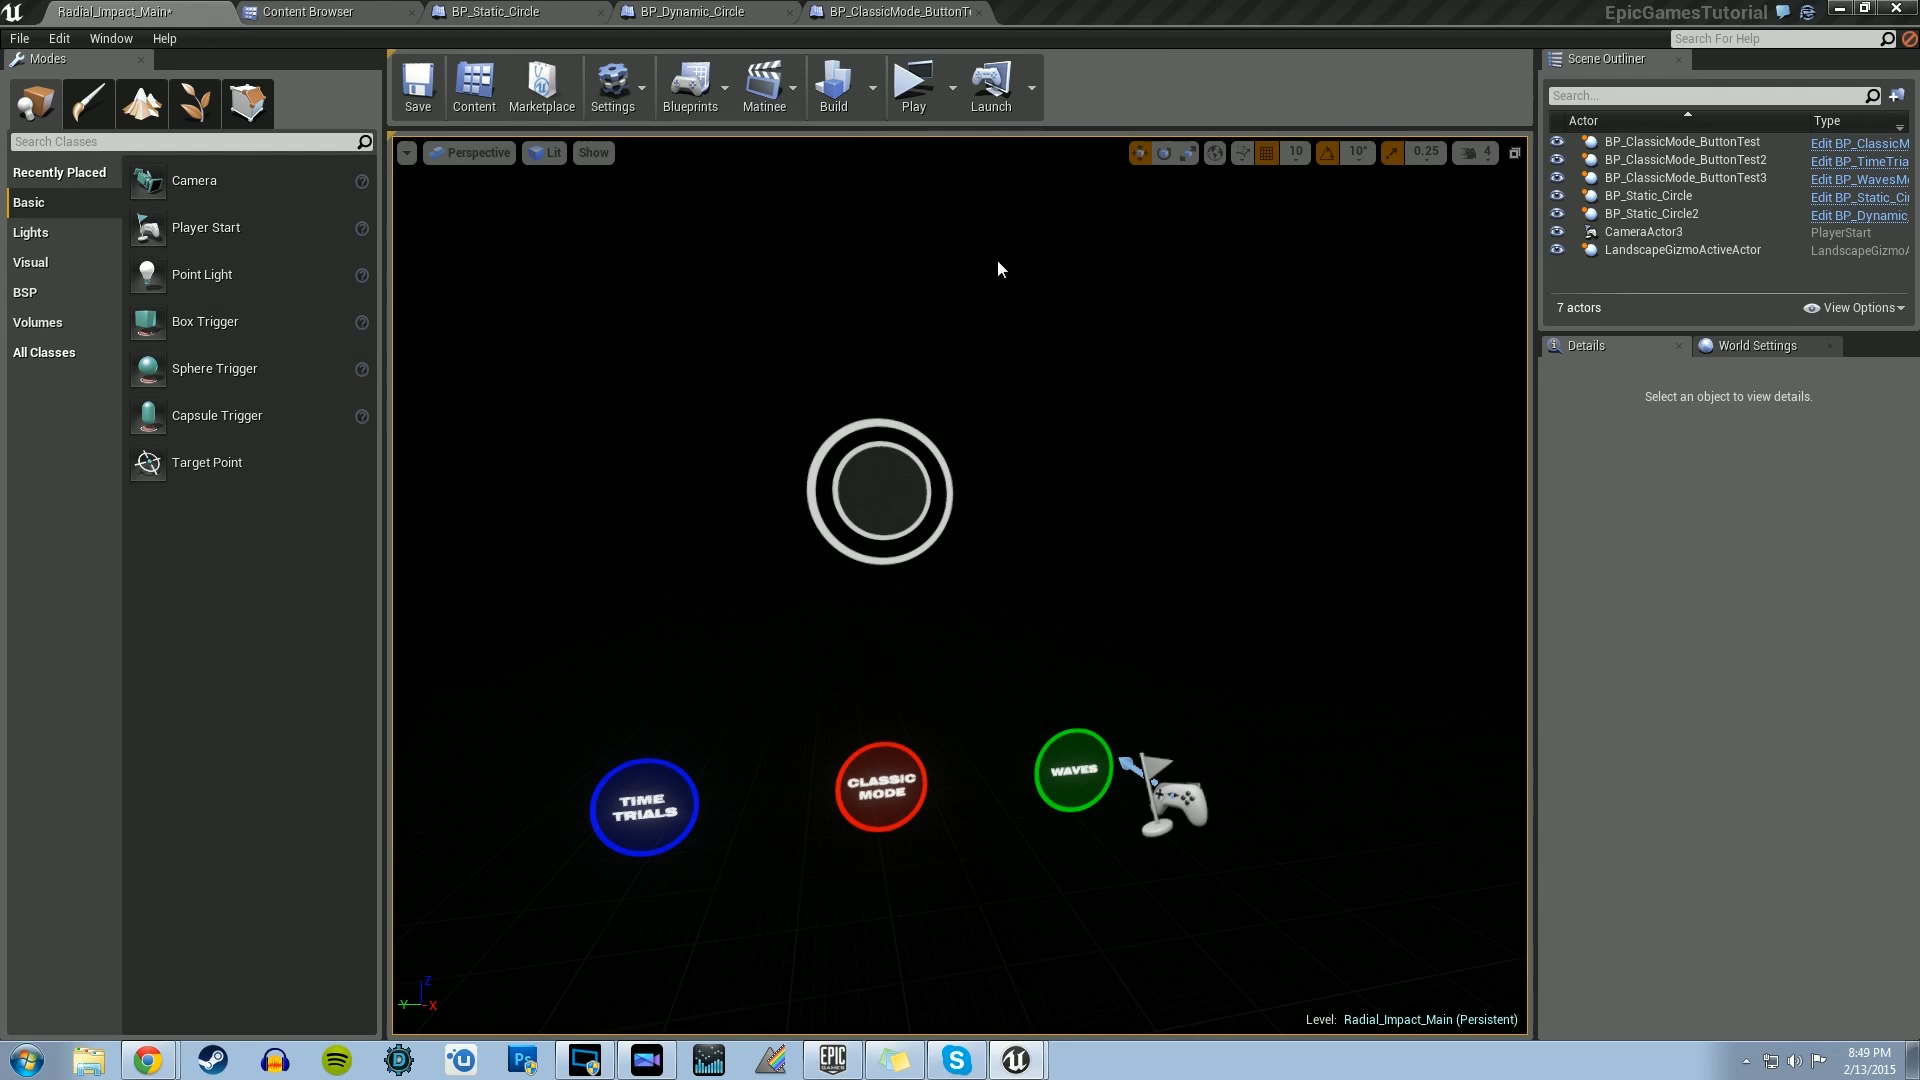 Radial_Impact_Main*
Content Browser
BP_Static_Circle
BP_Dynamic_Circle
BP_ClassicMode_ButtonT
EpicGamesTutorial
File Edit Window Help
Search For Help
Modes
Save
Content
Marketplace
Settings
Blueprints
Matinee
Build
Play
Launch
Search Classes
Recently Placed
Basic
Lights
Visual
BSP
Volumes
All Classes
Camera
Player Start
Point Light
Box Trigger
Sphere Trigger
Capsule Trigger
Target Point
Perspective
Lit
Show
10
10°
0.25
4
TIME
TRIALS
CLASSIC
MODE
WAVES
Z
Y
X
Level: Radial_Impact_Main (Persistent)
Scene Outliner
Search...
Actor Type
BP_ClassicMode_ButtonTest Edit BP_ClassicM
BP_ClassicMode_ButtonTest2 Edit BP_TimeTria
BP_ClassicMode_ButtonTest3 Edit BP_WavesM
BP_Static_Circle Edit BP_Static_Ci
BP_Static_Circle2 Edit BP_Dynamic_
CameraActor3 PlayerStart
LandscapeGizmoActiveActor LandscapeGizmoA
7 actors
View Options
Details
World Settings
Select an object to view details.
Ps
EPIC
GAMES
8:49 PM
2/13/2015